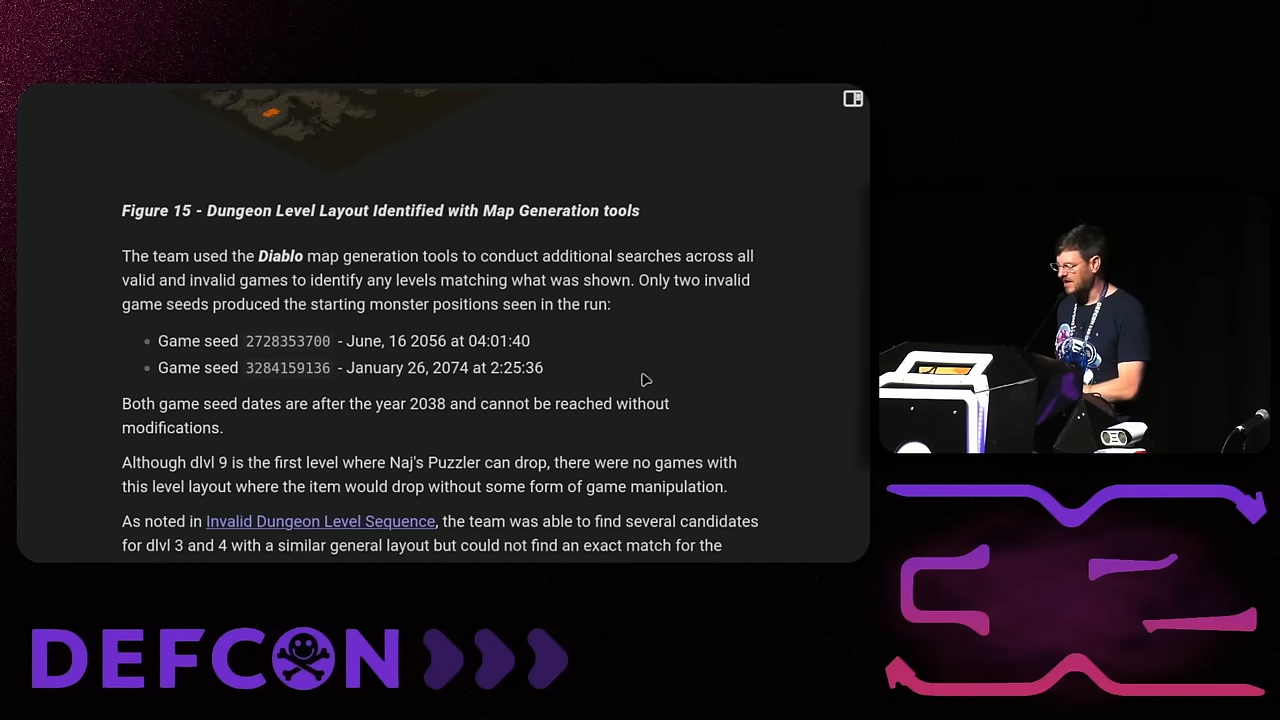 Figure 15 - Dungeon Level Layout Identified with Map Generation tools
The team used the Diablo map generation tools to conduct additional searches across all
valid and invalid games to identify any levels matching what was shown. Only two invalid
game seeds produced the starting monster positions seen in the run:
Game seed 2728353700 - June, 16 2056 at 04:01:40
Game seed 3284159136 - January 26, 2074 at 2:25:36
Both game seed dates are after the year 2038 and cannot be reached without
modifications.
Although dlvl 9 is the first level where Naj's Puzzler can drop, there were no games with
this level layout where the item would drop without some form of game manipulation.
As noted in Invalid Dungeon Level Sequence, the team was able to find several candidates
for dlvl 3 and 4 with a similar general layout but could not find an exact match for the
DEFCON